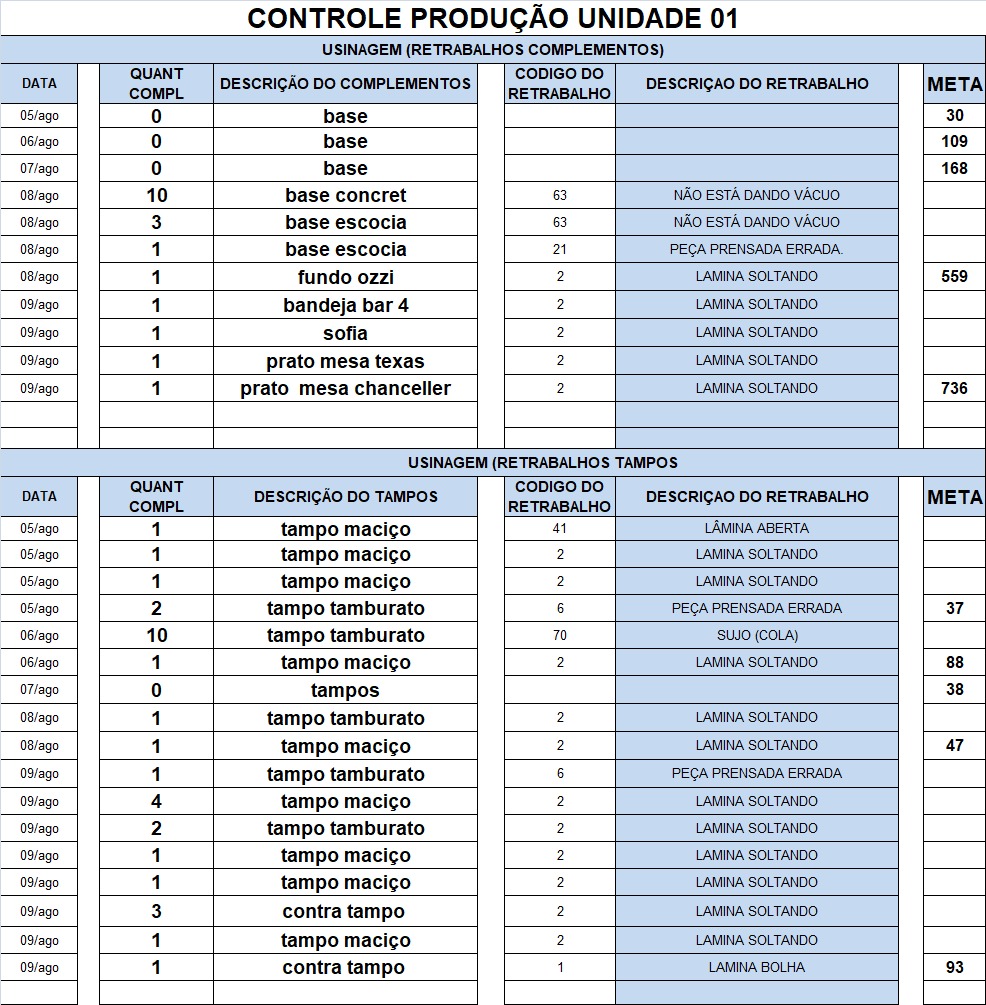 CONTROLE PRODUÇÃO UNIDADE 01
USINAGEM (RETRABALHOS COMPLEMENTOS)
DATA QUANT COMPL DESCRIÇÃO DO COMPLEMENTOS CODIGO DO RETRABALHO DESCRIÇAO DO RETRABALHO META
05/ago 0 base 30
06/ago 0 base 109
07/ago 0 base 168
08/ago 10 base concret 63 NÃO ESTÁ DANDO VÁCUO
08/ago 3 base escocia 63 NÃO ESTÁ DANDO VÁCUO
08/ago 1 base escocia 21 PEÇA PRENSADA ERRADA.
08/ago 1 fundo ozzi 2 LAMINA SOLTANDO 559
09/ago 1 bandeja bar 4 2 LAMINA SOLTANDO
09/ago 1 sofia 2 LAMINA SOLTANDO
09/ago 1 prato mesa texas 2 LAMINA SOLTANDO
09/ago 1 prato mesa chanceller 2 LAMINA SOLTANDO 736
USINAGEM (RETRABALHOS TAMPOS
DATA QUANT COMPL DESCRIÇÃO DO TAMPOS CODIGO DO RETRABALHO DESCRIÇAO DO RETRABALHO META
05/ago 1 tampo maciço 41 LÂMINA ABERTA
05/ago 1 tampo maciço 2 LAMINA SOLTANDO
05/ago 1 tampo maciço 2 LAMINA SOLTANDO
05/ago 2 tampo tamburato 6 PEÇA PRENSADA ERRADA 37
06/ago 10 tampo tamburato 70 SUJO (COLA)
06/ago 1 tampo maciço 2 LAMINA SOLTANDO 88
07/ago 0 tampos 38
08/ago 1 tampo tamburato 2 LAMINA SOLTANDO
08/ago 1 tampo maciço 2 LAMINA SOLTANDO 47
09/ago 1 tampo tamburato 6 PEÇA PRENSADA ERRADA
09/ago 4 tampo maciço 2 LAMINA SOLTANDO
09/ago 2 tampo tamburato 2 LAMINA SOLTANDO
09/ago 1 tampo maciço 2 LAMINA SOLTANDO
09/ago 1 tampo maciço 2 LAMINA SOLTANDO
09/ago 3 contra tampo 2 LAMINA SOLTANDO
09/ago 1 tampo maciço 2 LAMINA SOLTANDO
09/ago 1 contra tampo 1 LAMINA BOLHA 93